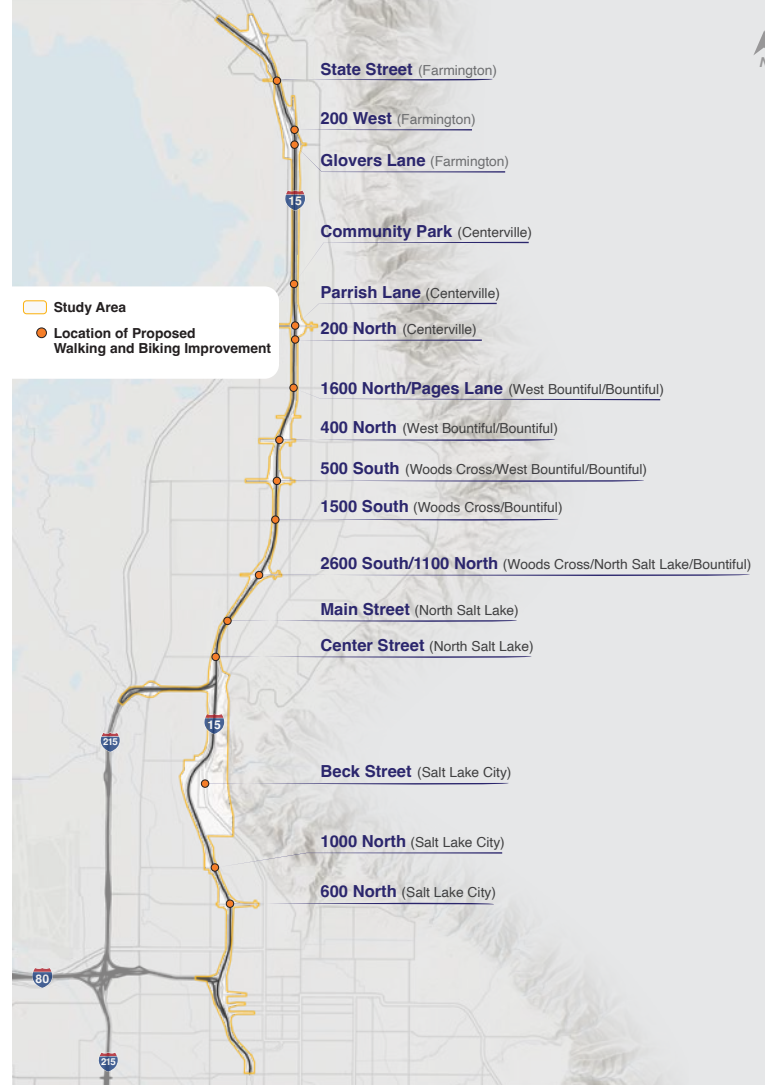 State Street (Farmington)
200 West (Farmington)
Glovers Lane (Farmington)
15
Community Park (Centerville)
Parrish Lane (Centerville)
Study Area
Location of Proposed
Walking and Biking Improvement
200 North (Centerville)
1600 North/Pages Lane (West Bountiful/Bountiful)
400 North (West Bountiful/Bountiful)
500 South (Woods Cross/West Bountiful/Bountiful)
1500 South (Woods Cross/Bountiful)
2600 South/1100 North (Woods Cross/North Salt Lake/Bountiful)
Main Street (North Salt Lake)
Center Street (North Salt Lake)
15
215
Beck Street (Salt Lake City)
1000 North (Salt Lake City)
600 North (Salt Lake City)
80
215